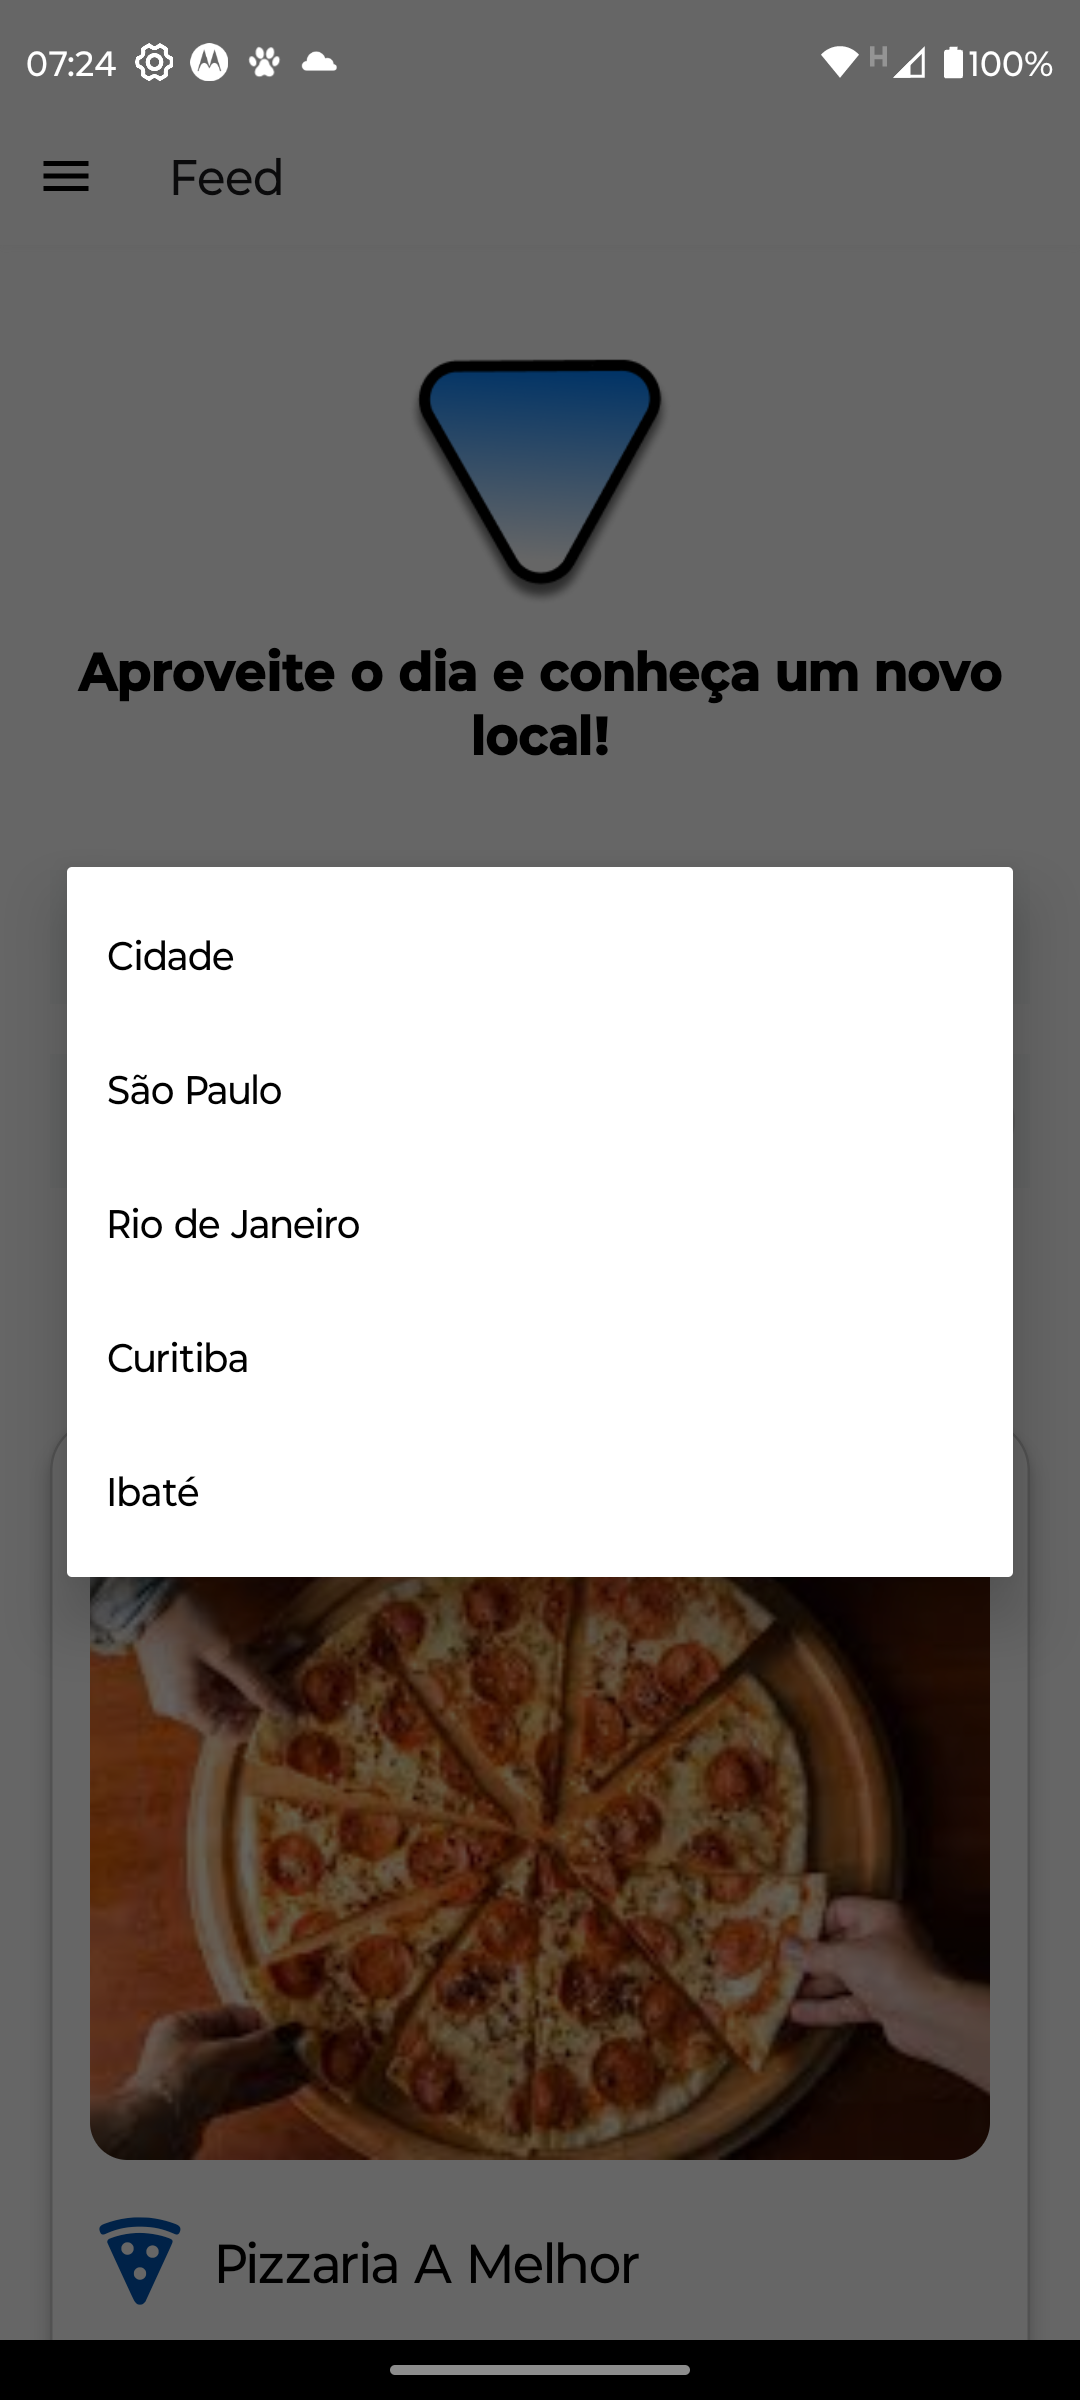 07:24
H
100%
Feed
Aproveite o dia e conheça um novo
local!
Cidade
São Paulo
Rio de Janeiro
Curitiba
Ibaté
Pizzaria A Melhor